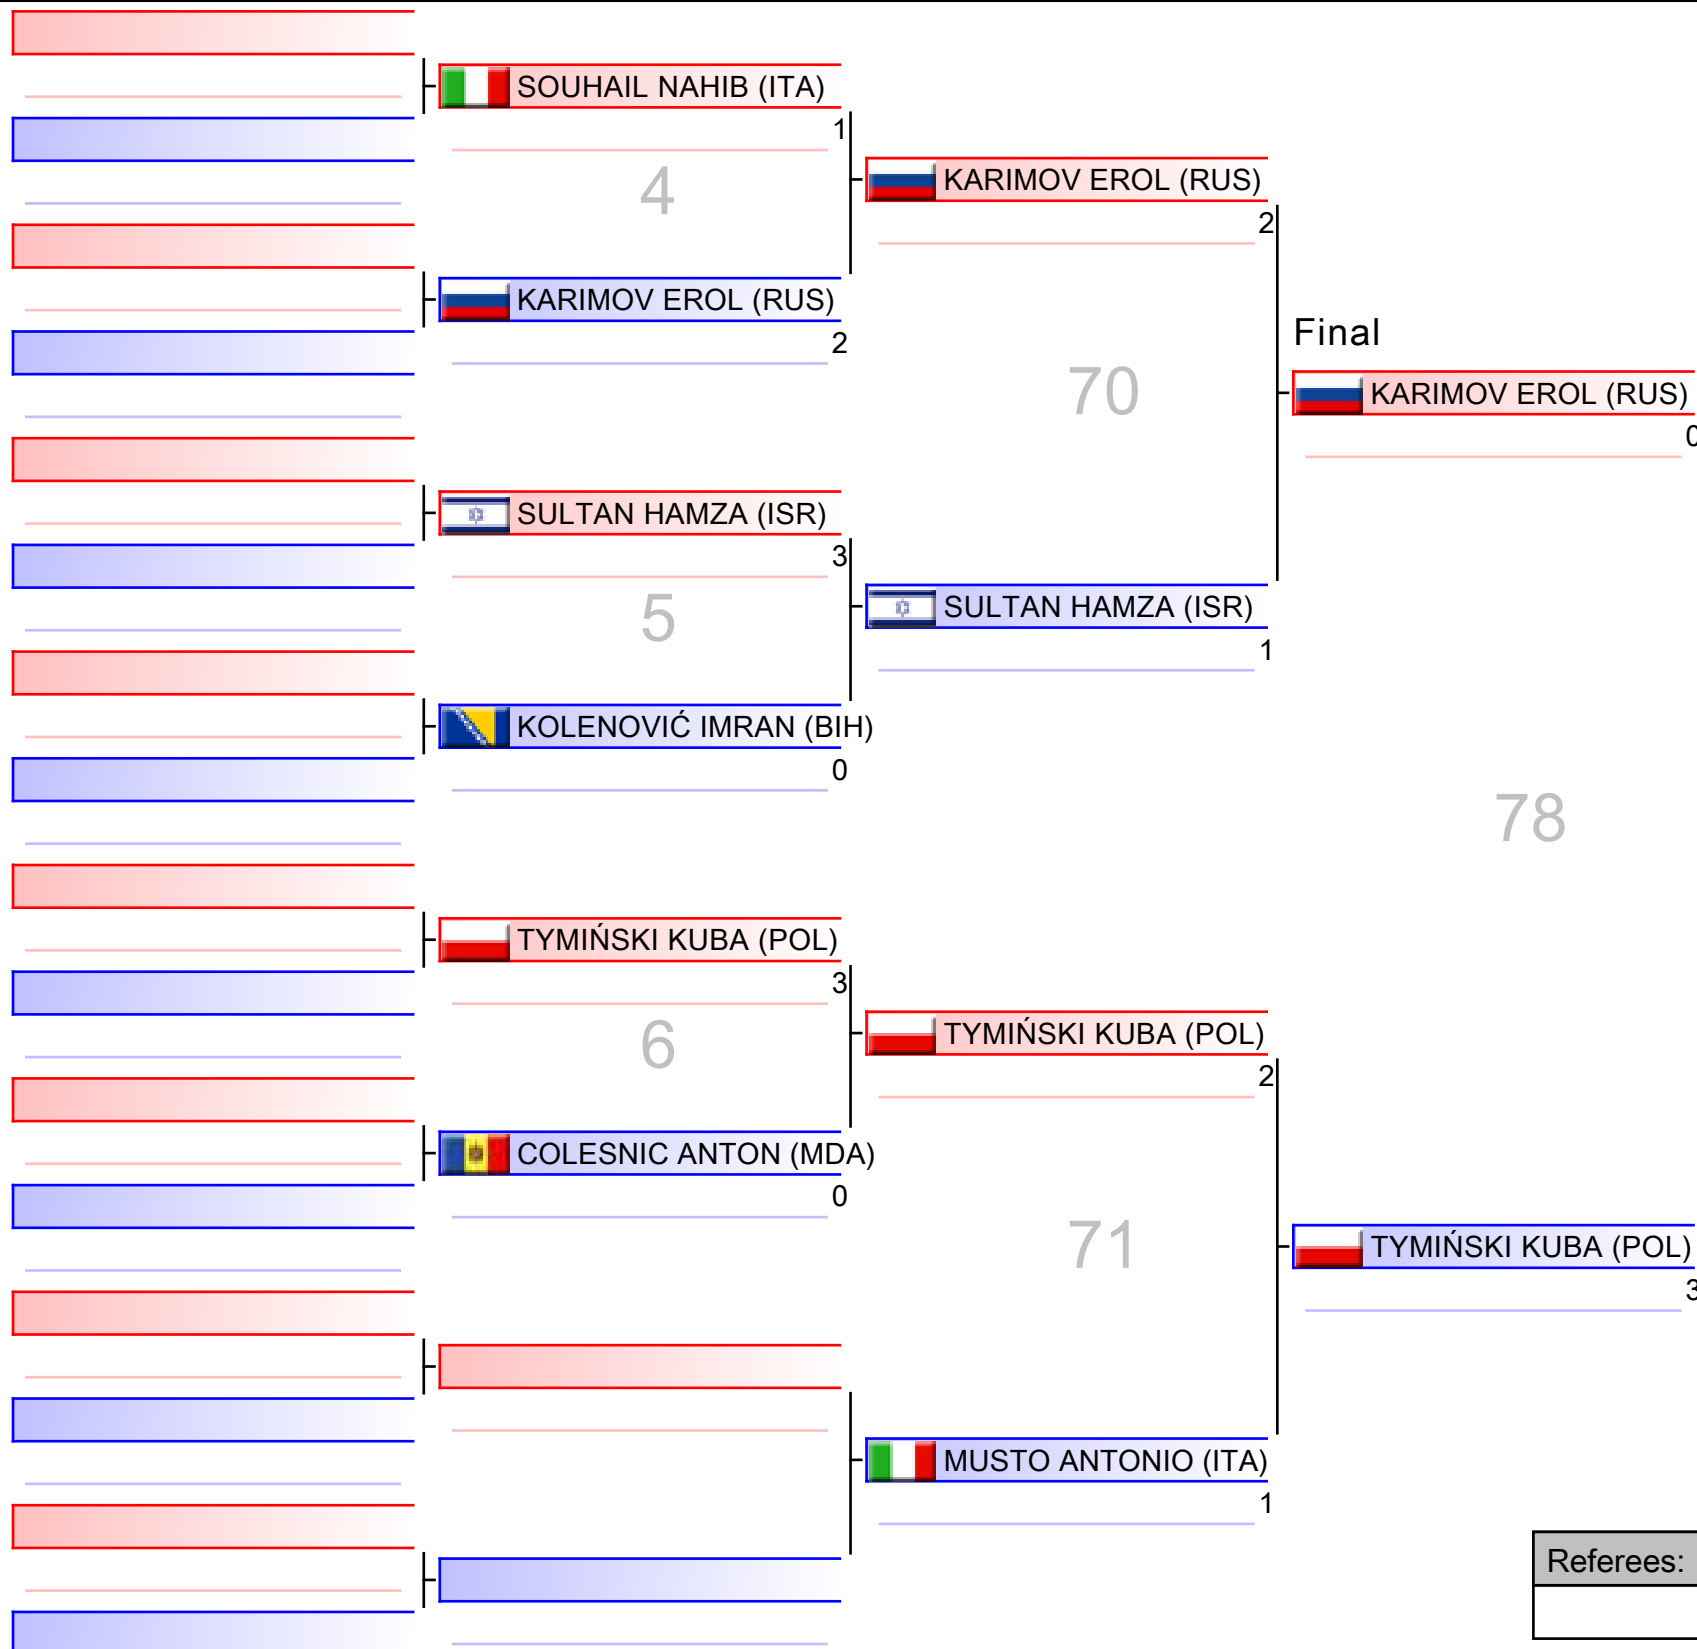 SOUHAIL NAHIB (ITA)
1
4
KARIMOV EROL (RUS)
2
KARIMOV EROL (RUS)
2
Final
70
KARIMOV EROL (RUS)
0
SULTAN HAMZA (ISR)
3
5
SULTAN HAMZA (ISR)
1
KOLENOVIĆ IMRAN (BIH)
0
78
TYMIŃSKI KUBA (POL)
3
6
TYMIŃSKI KUBA (POL)
2
COLESNIC ANTON (MDA)
0
71
TYMIŃSKI KUBA (POL)
3
MUSTO ANTONIO (ITA)
1
Referees: